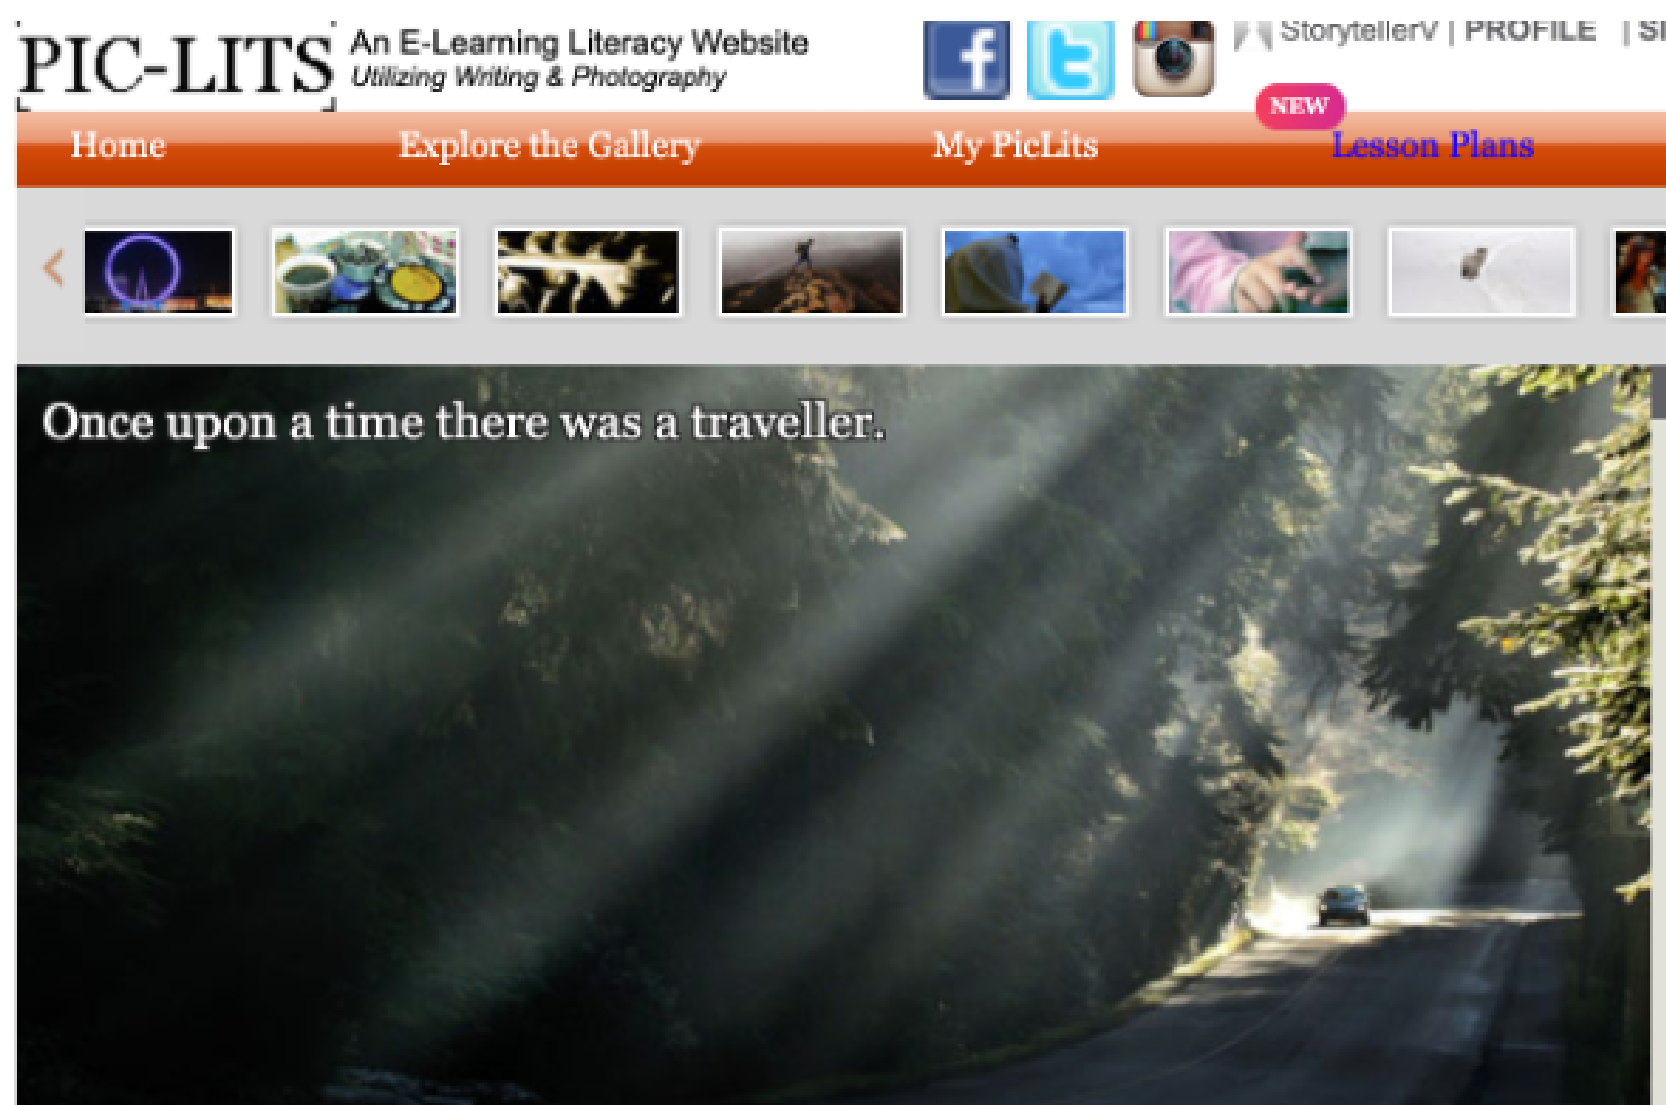 PIC-LITS
An E-Learning Literacy Website
Utilizing Writing & Photography
StorytellerV | PROFILE |
NEW
Home Explore the Gallery My PicLits Lesson Plans
Once upon a time there was a traveller.